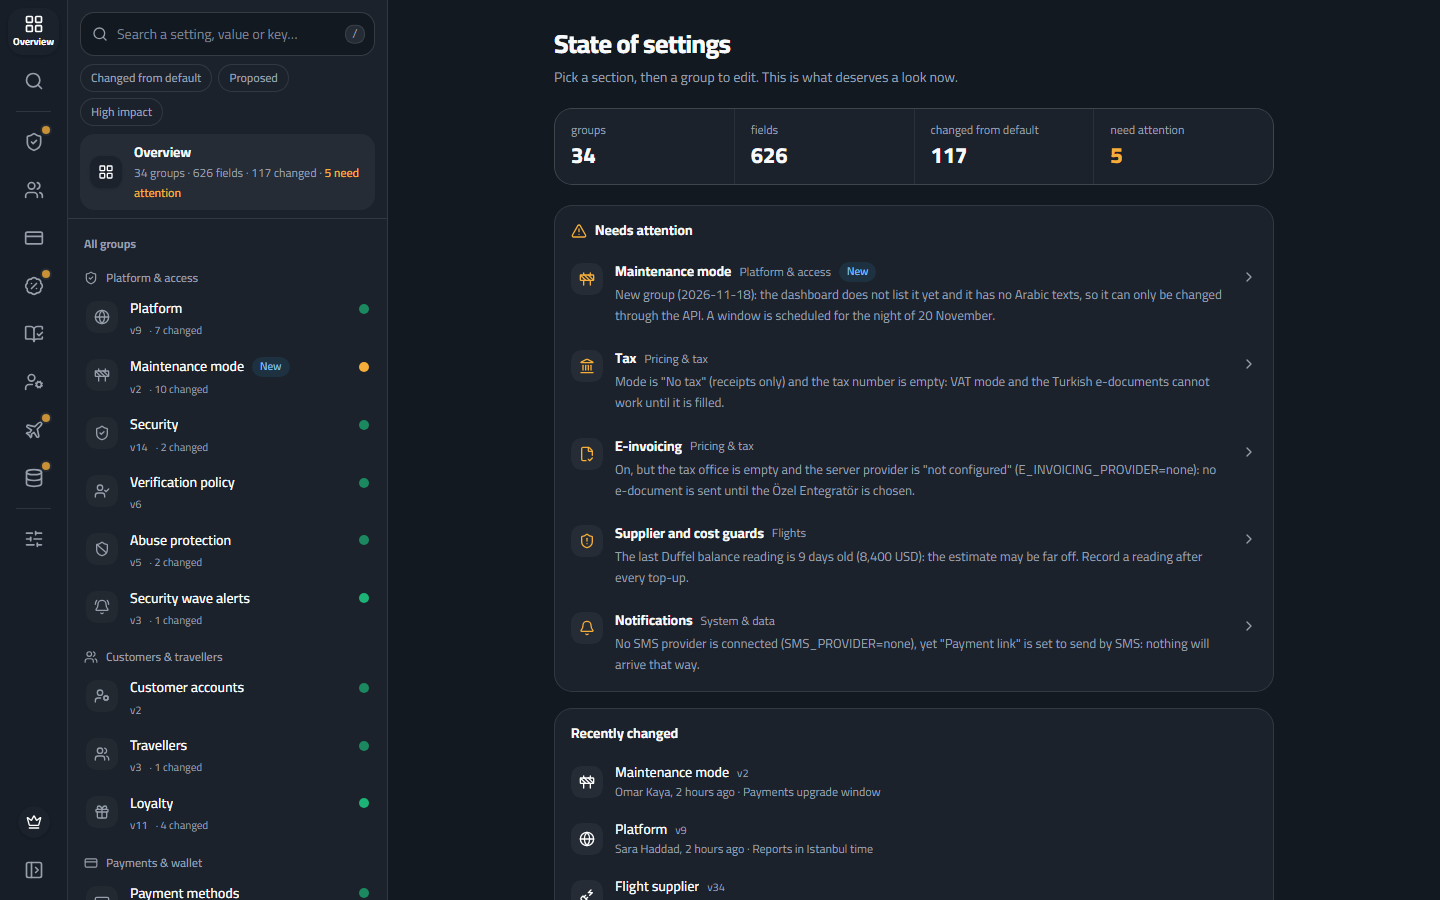 Overview
Search a setting, value or key...
/
Changed from default
Proposed
High impact
Overview
34 groups · 626 fields · 117 changed · 5 need
attention
All groups
Platform & access
Platform
v9 · 7 changed
Maintenance mode New
v2 · 10 changed
Security
v14 · 2 changed
Verification policy
v6
Abuse protection
v5 · 2 changed
Security wave alerts
v3 · 1 changed
Customers & travellers
Customer accounts
v2
Travellers
v3 · 1 changed
Loyalty
v11 · 4 changed
Payments & wallet
Payment methods
State of settings
Pick a section, then a group to edit. This is what deserves a look now.
groups
34
fields
626
changed from default
117
need attention
5
Needs attention
Maintenance mode Platform & access New
New group (2026-11-18): the dashboard does not list it yet and it has no Arabic texts, so it can only be changed
through the API. A window is scheduled for the night of 20 November.
Tax Pricing & tax
Mode is "No tax" (receipts only) and the tax number is empty: VAT mode and the Turkish e-documents cannot
work until it is filled.
E-invoicing Pricing & tax
On, but the tax office is empty and the server provider is "not configured" (E_INVOICING_PROVIDER=none): no
e-document is sent until the Özel Entegratör is chosen.
Supplier and cost guards Flights
The last Duffel balance reading is 9 days old (8,400 USD): the estimate may be far off. Record a reading after
every top-up.
Notifications System & data
No SMS provider is connected (SMS_PROVIDER=none), yet "Payment link" is set to send by SMS: nothing will
arrive that way.
Recently changed
Maintenance mode v2
Omar Kaya, 2 hours ago · Payments upgrade window
Platform v9
Sara Haddad, 2 hours ago · Reports in Istanbul time
Flight supplier v34